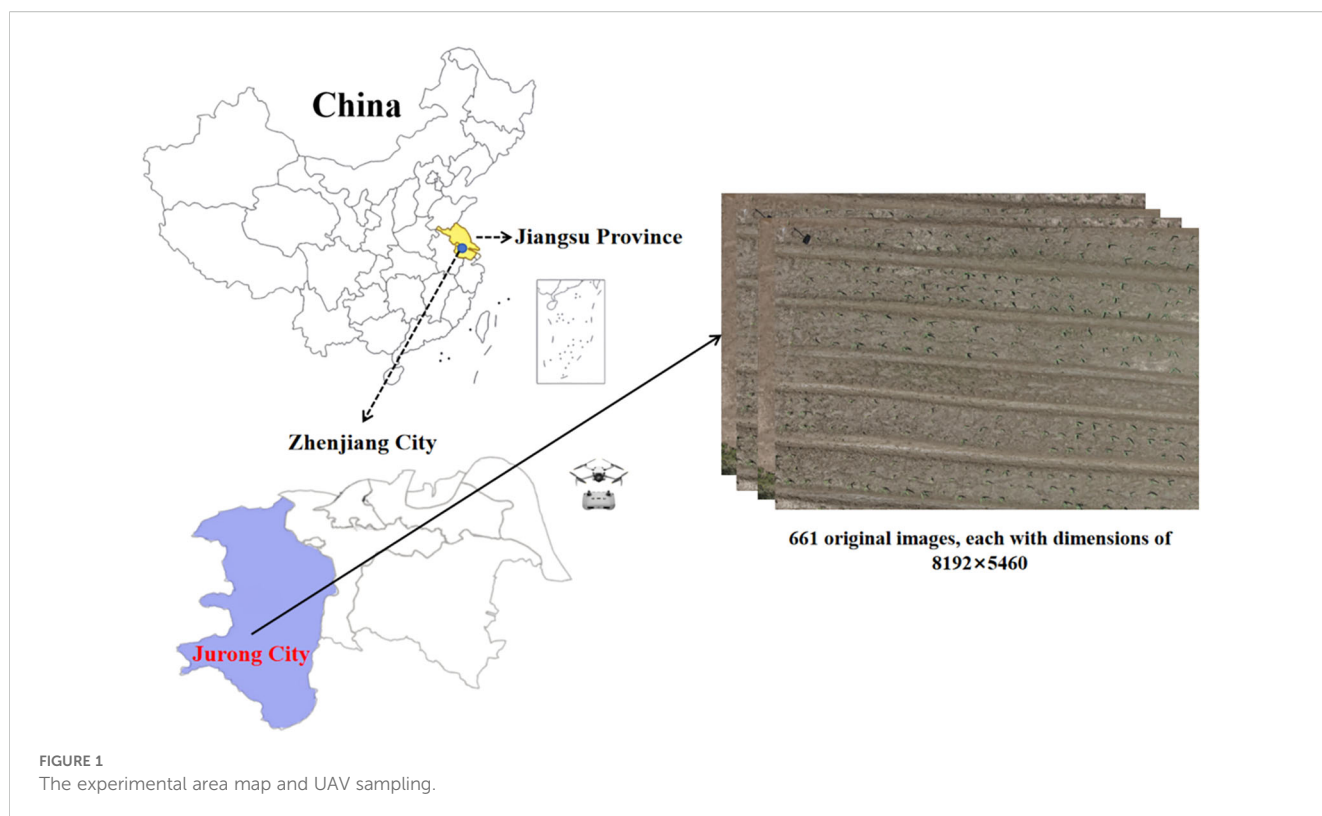 China
Jiangsu Province
Zhenjiang City
661 original images, each with dimensions of
8192×5460
Jurong City
FIGURE 1
The experimental area map and UAV sampling.